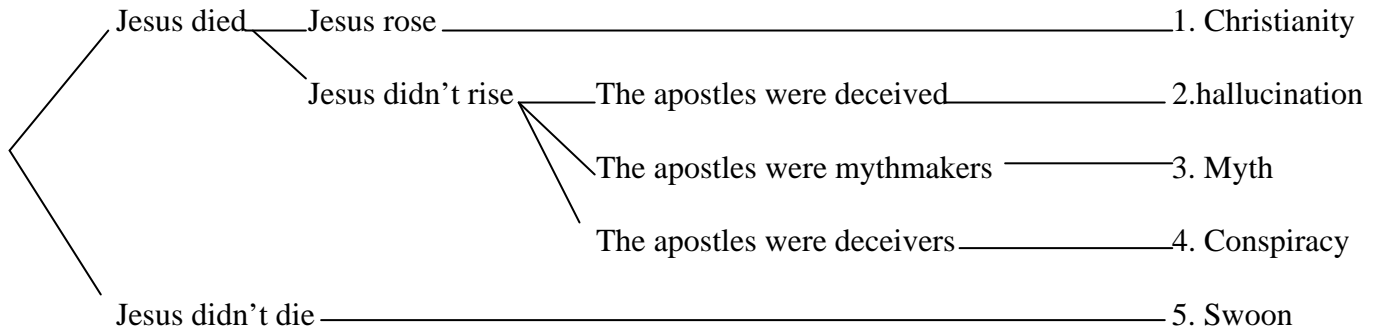 Jesus died Jesus rose 1. Christianity
Jesus didn’t rise The apostles were deceived 2.hallucination
The apostles were mythmakers 3. Myth
The apostles were deceivers 4. Conspiracy
Jesus didn’t die 5. Swoon